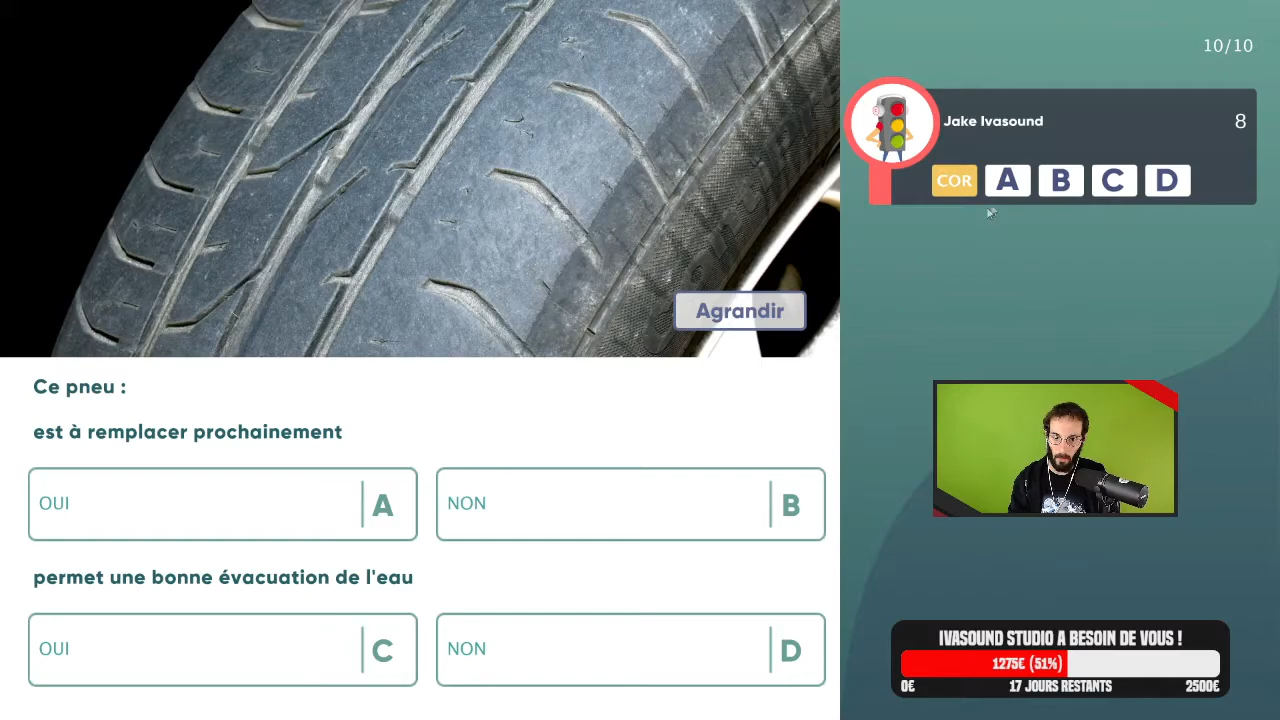 10/10
Jake Ivasound
8
COR A B C D
Agrandir
Ce pneu :
est à remplacer prochainement
OUI A
NON B
permet une bonne évacuation de l'eau
OUI C
NON D
IVASOUND STUDIO A BESOIN DE VOUS !
1275€ (51%)
0€ 17 JOURS RESTANTS 2500€